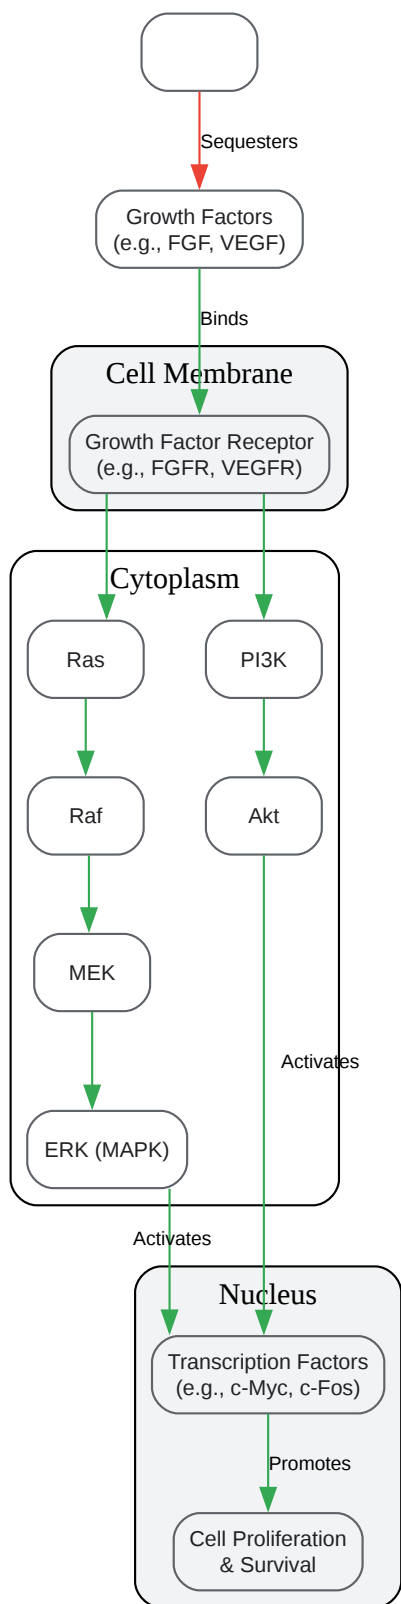 Sequesters
Growth Factors
(e.g., FGF, VEGF)
Binds
Cell Membrane
Growth Factor Receptor
(e.g., FGFR, VEGFR)
Cytoplasm
Ras
PI3K
Raf
Akt
MEK
Activates
ERK (MAPK)
Activates
Nucleus
Transcription Factors
(e.g., c-Myc, c-Fos)
Promotes
Cell Proliferation
& Survival